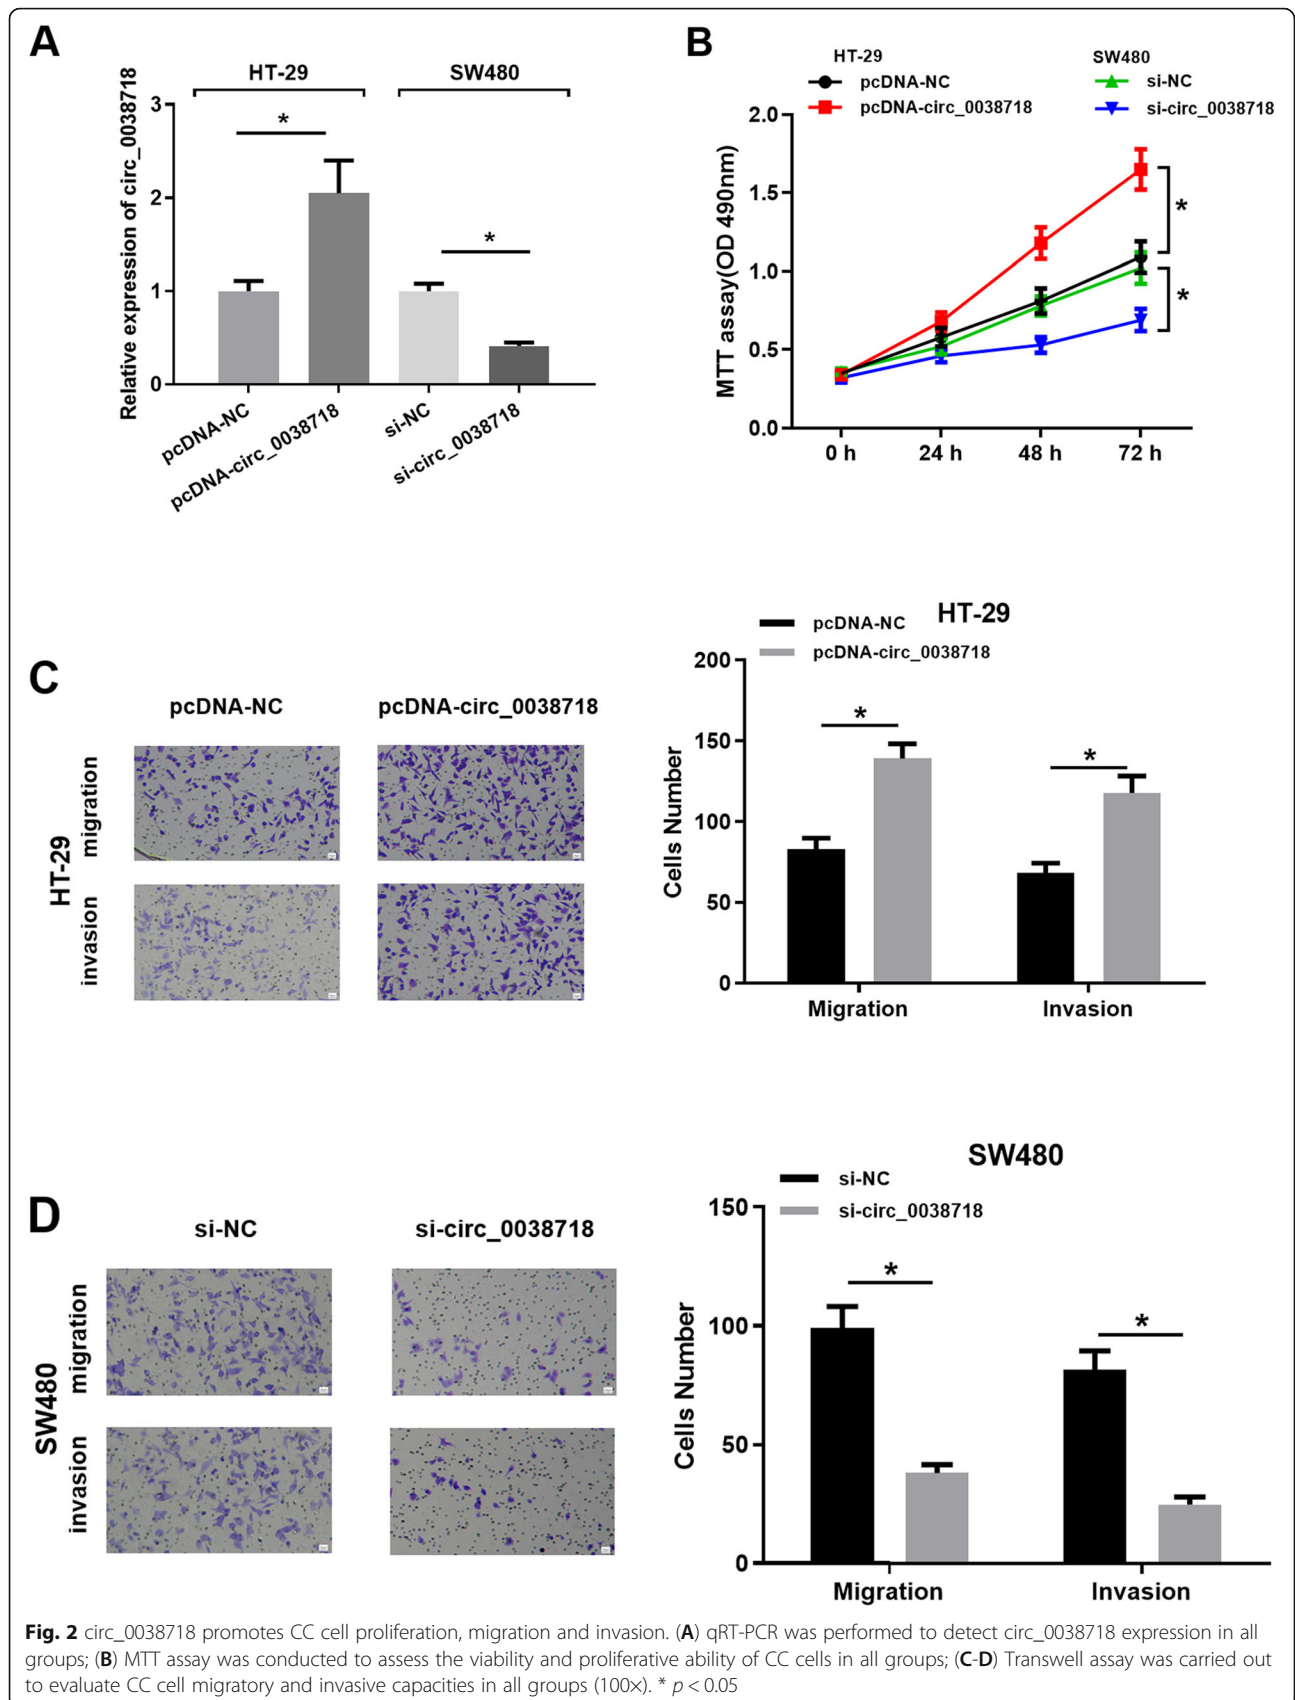 A
HT-29
SW480
Relative expression of circ_0038718
3
2
1
0
*
*
pcDNA-NC
pcDNA-circ_0038718
si-NC
si-circ_0038718
B
HT-29
pcDNA-NC
pcDNA-circ_0038718
SW480
si-NC
si-circ_0038718
MTT assay(OD 490nm)
2.0
1.5
1.0
0.5
0.0
*
*
0 h
24 h
48 h
72 h
C
pcDNA-NC
pcDNA-circ_0038718
HT-29
migration
invasion
HT-29
pcDNA-NC
pcDNA-circ_0038718
Cells Number
200
150
100
50
0
*
*
Migration
Invasion
D
si-NC
si-circ_0038718
SW480
migration
invasion
SW480
si-NC
si-circ_0038718
Cells Number
150
100
50
0
*
*
Migration
Invasion
Fig. 2 circ_0038718 promotes CC cell proliferation, migration and invasion. (A) qRT-PCR was performed to detect circ_0038718 expression in all
groups; (B) MTT assay was conducted to assess the viability and proliferative ability of CC cells in all groups; (C-D) Transwell assay was carried out
to evaluate CC cell migratory and invasive capacities in all groups (100×). * p < 0.05